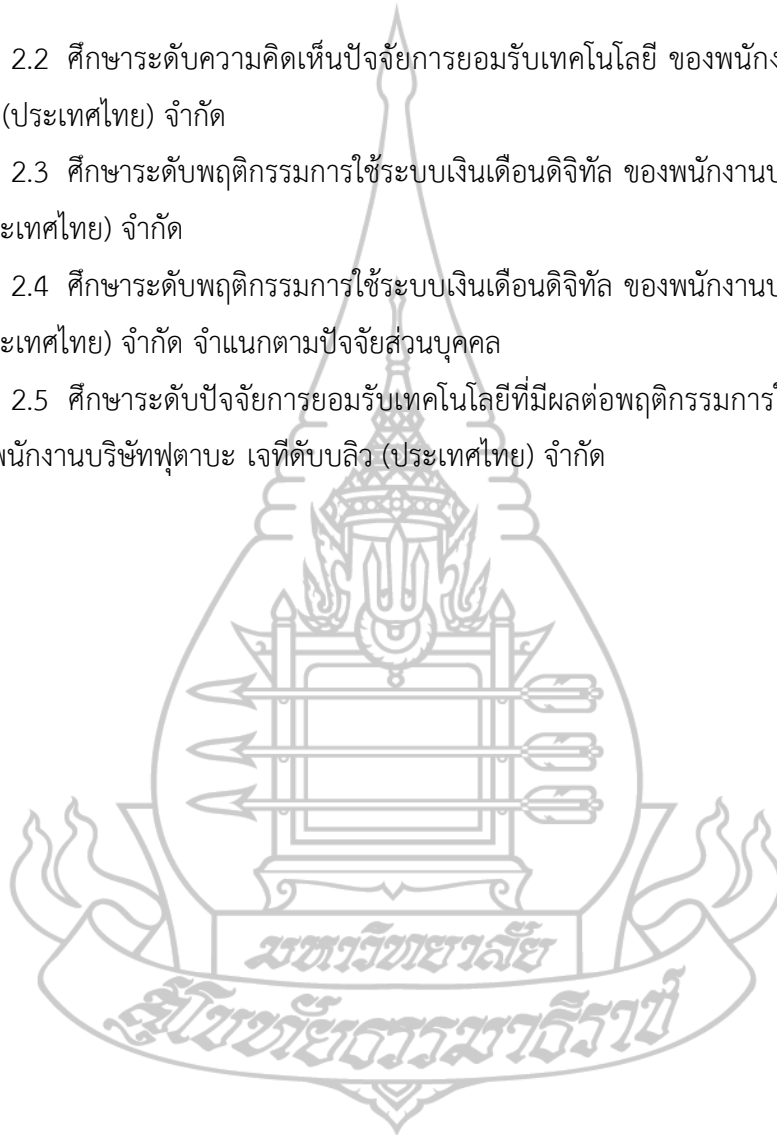 2.2 ศึกษาระดับความคิดเห็นปัจจัยการยอมรับเทคโนโลยี ของพนักง
(ประเทศไทย) จำกัด
2.3 ศึกษาระดับพฤติกรรมการใช้ระบบเงินเดือนดิจิทัล ของพนักงานบ
ะเทศไทย) จำกัด
2.4 ศึกษาระดับพฤติกรรมการใช้ระบบเงินเดือนดิจิทัล ของพนักงานบ
ะเทศไทย) จำกัด จำแนกตามปัจจัยส่วนบุคคล
2.5 ศึกษาระดับปัจจัยการยอมรับเทคโนโลยีที่มีผลต่อพฤติกรรมการใ
พนักงานบริษัทฟุตาบะ เจทีดับบลิว (ประเทศไทย) จำกัด
มหาวิทยาลัย
สุโขทัยธรรมาธิราช